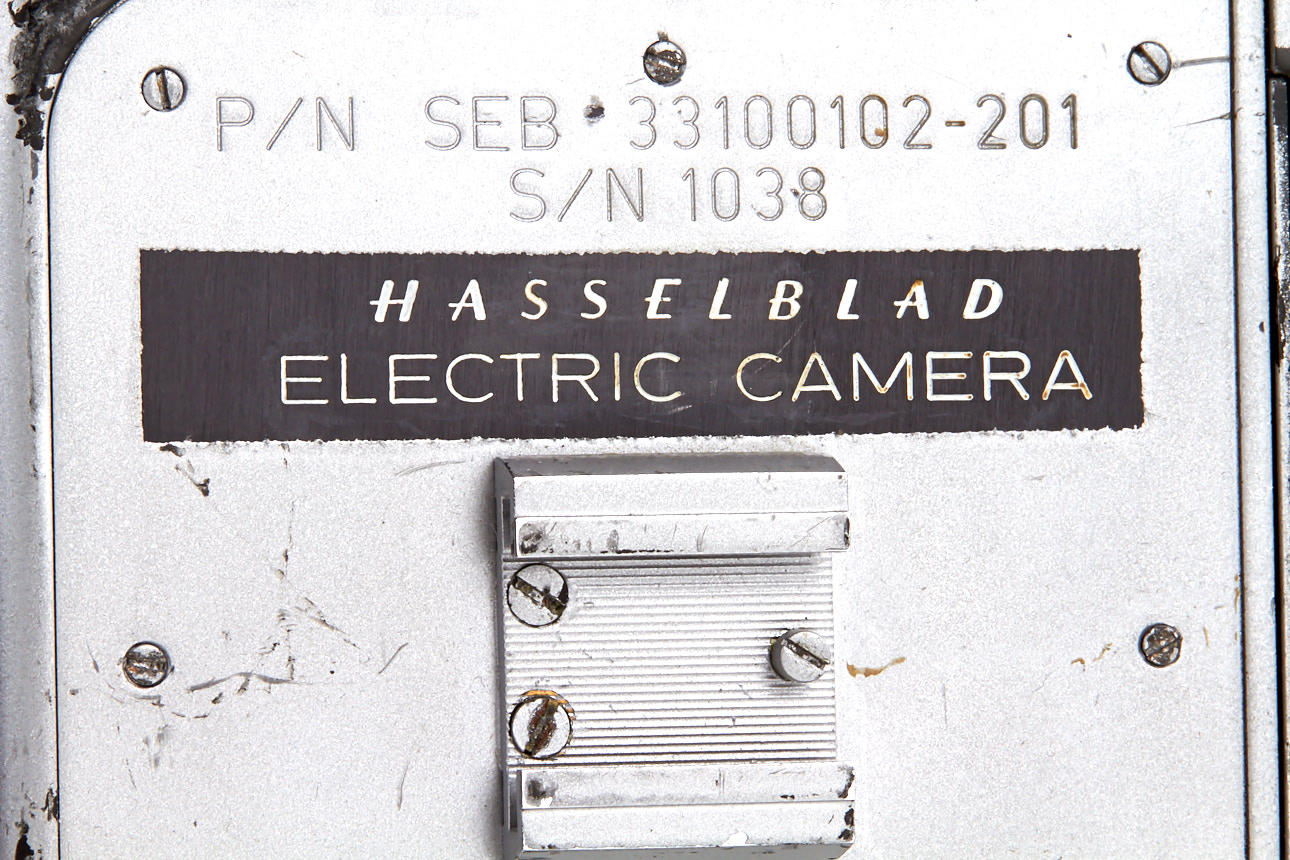 P/N SEB 33100102-201
S/N 1038
HASSELBLAD
ELECTRIC CAMERA